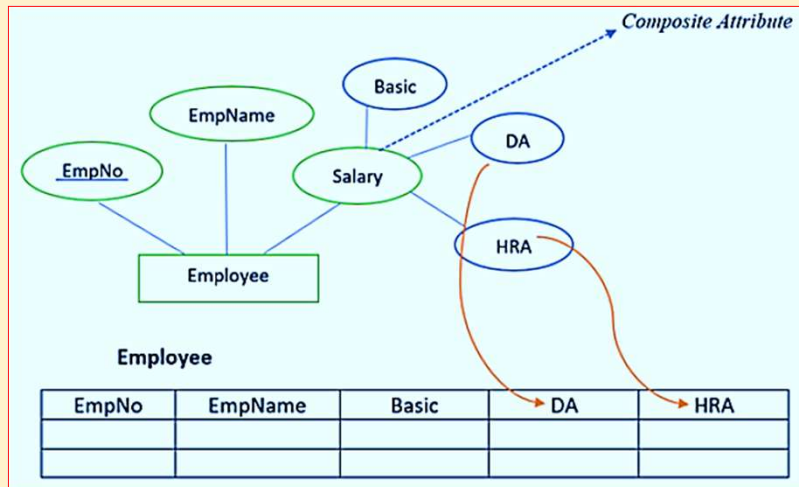 Composite Attribute
Basic
EmpName
DA
EmpNo
Salary
HRA
Employee
Employee
EmpNo EmpName Basic DA HRA